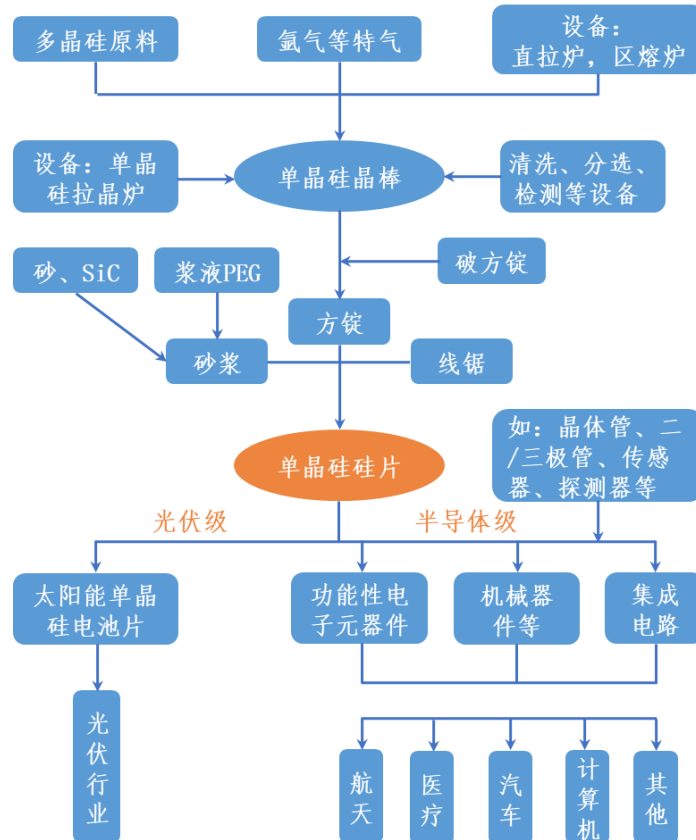 多晶硅原料
氩气等特气
设备：
直拉炉，区熔炉
设备：单晶
硅拉晶炉
单晶硅晶棒
清洗、分选、
检测等设备
砂、SiC
浆液PEG
破方锭
方锭
砂浆
线锯
单晶硅硅片
如：晶体管、二
/三极管、传感
器、探测器等
光伏级
半导体级
太阳能单晶
硅电池片
功能性电
子元器件
机械器
件等
集成
电路
光伏行业
航天
医疗
汽车
计算机
其他